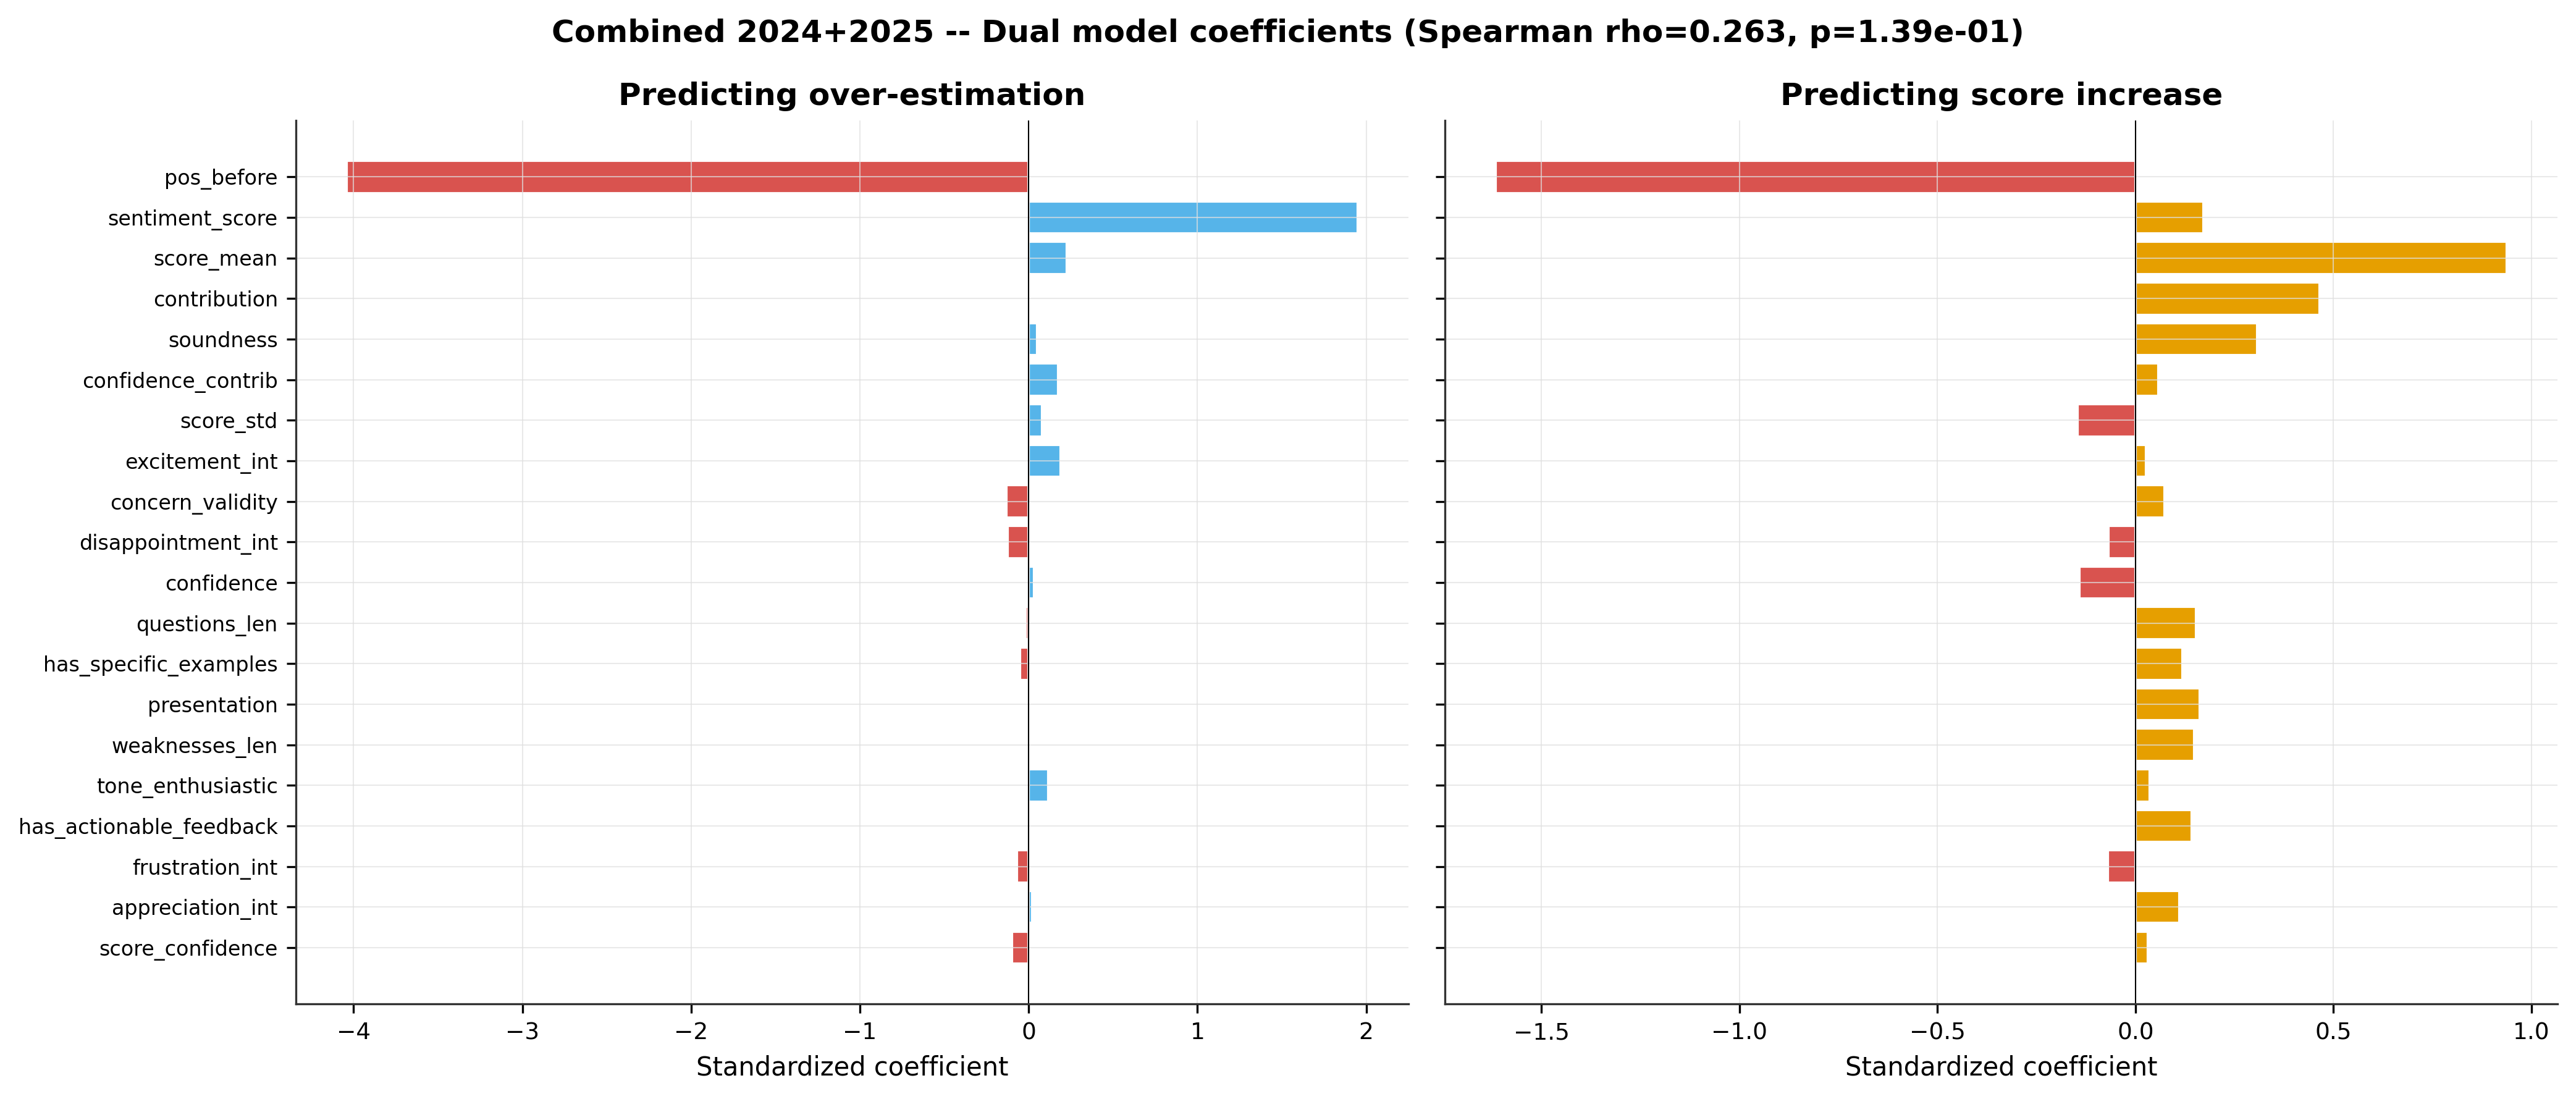 Combined 2024+2025 -- Dual model coefficients (Spearman rho=0.263, p=1.39e-01)
Predicting over-estimation
Predicting score increase
pos_before
sentiment_score
score_mean
contribution
soundness
confidence_contrib
score_std
excitement_int
concern_validity
disappointment_int
confidence
questions_len
has_specific_examples
presentation
weaknesses_len
tone_enthusiastic
has_actionable_feedback
frustration_int
appreciation_int
score_confidence
−4 −3 −2 −1 0 1 2
−1.5 −1.0 −0.5 0.0 0.5 1.0
Standardized coefficient
Standardized coefficient